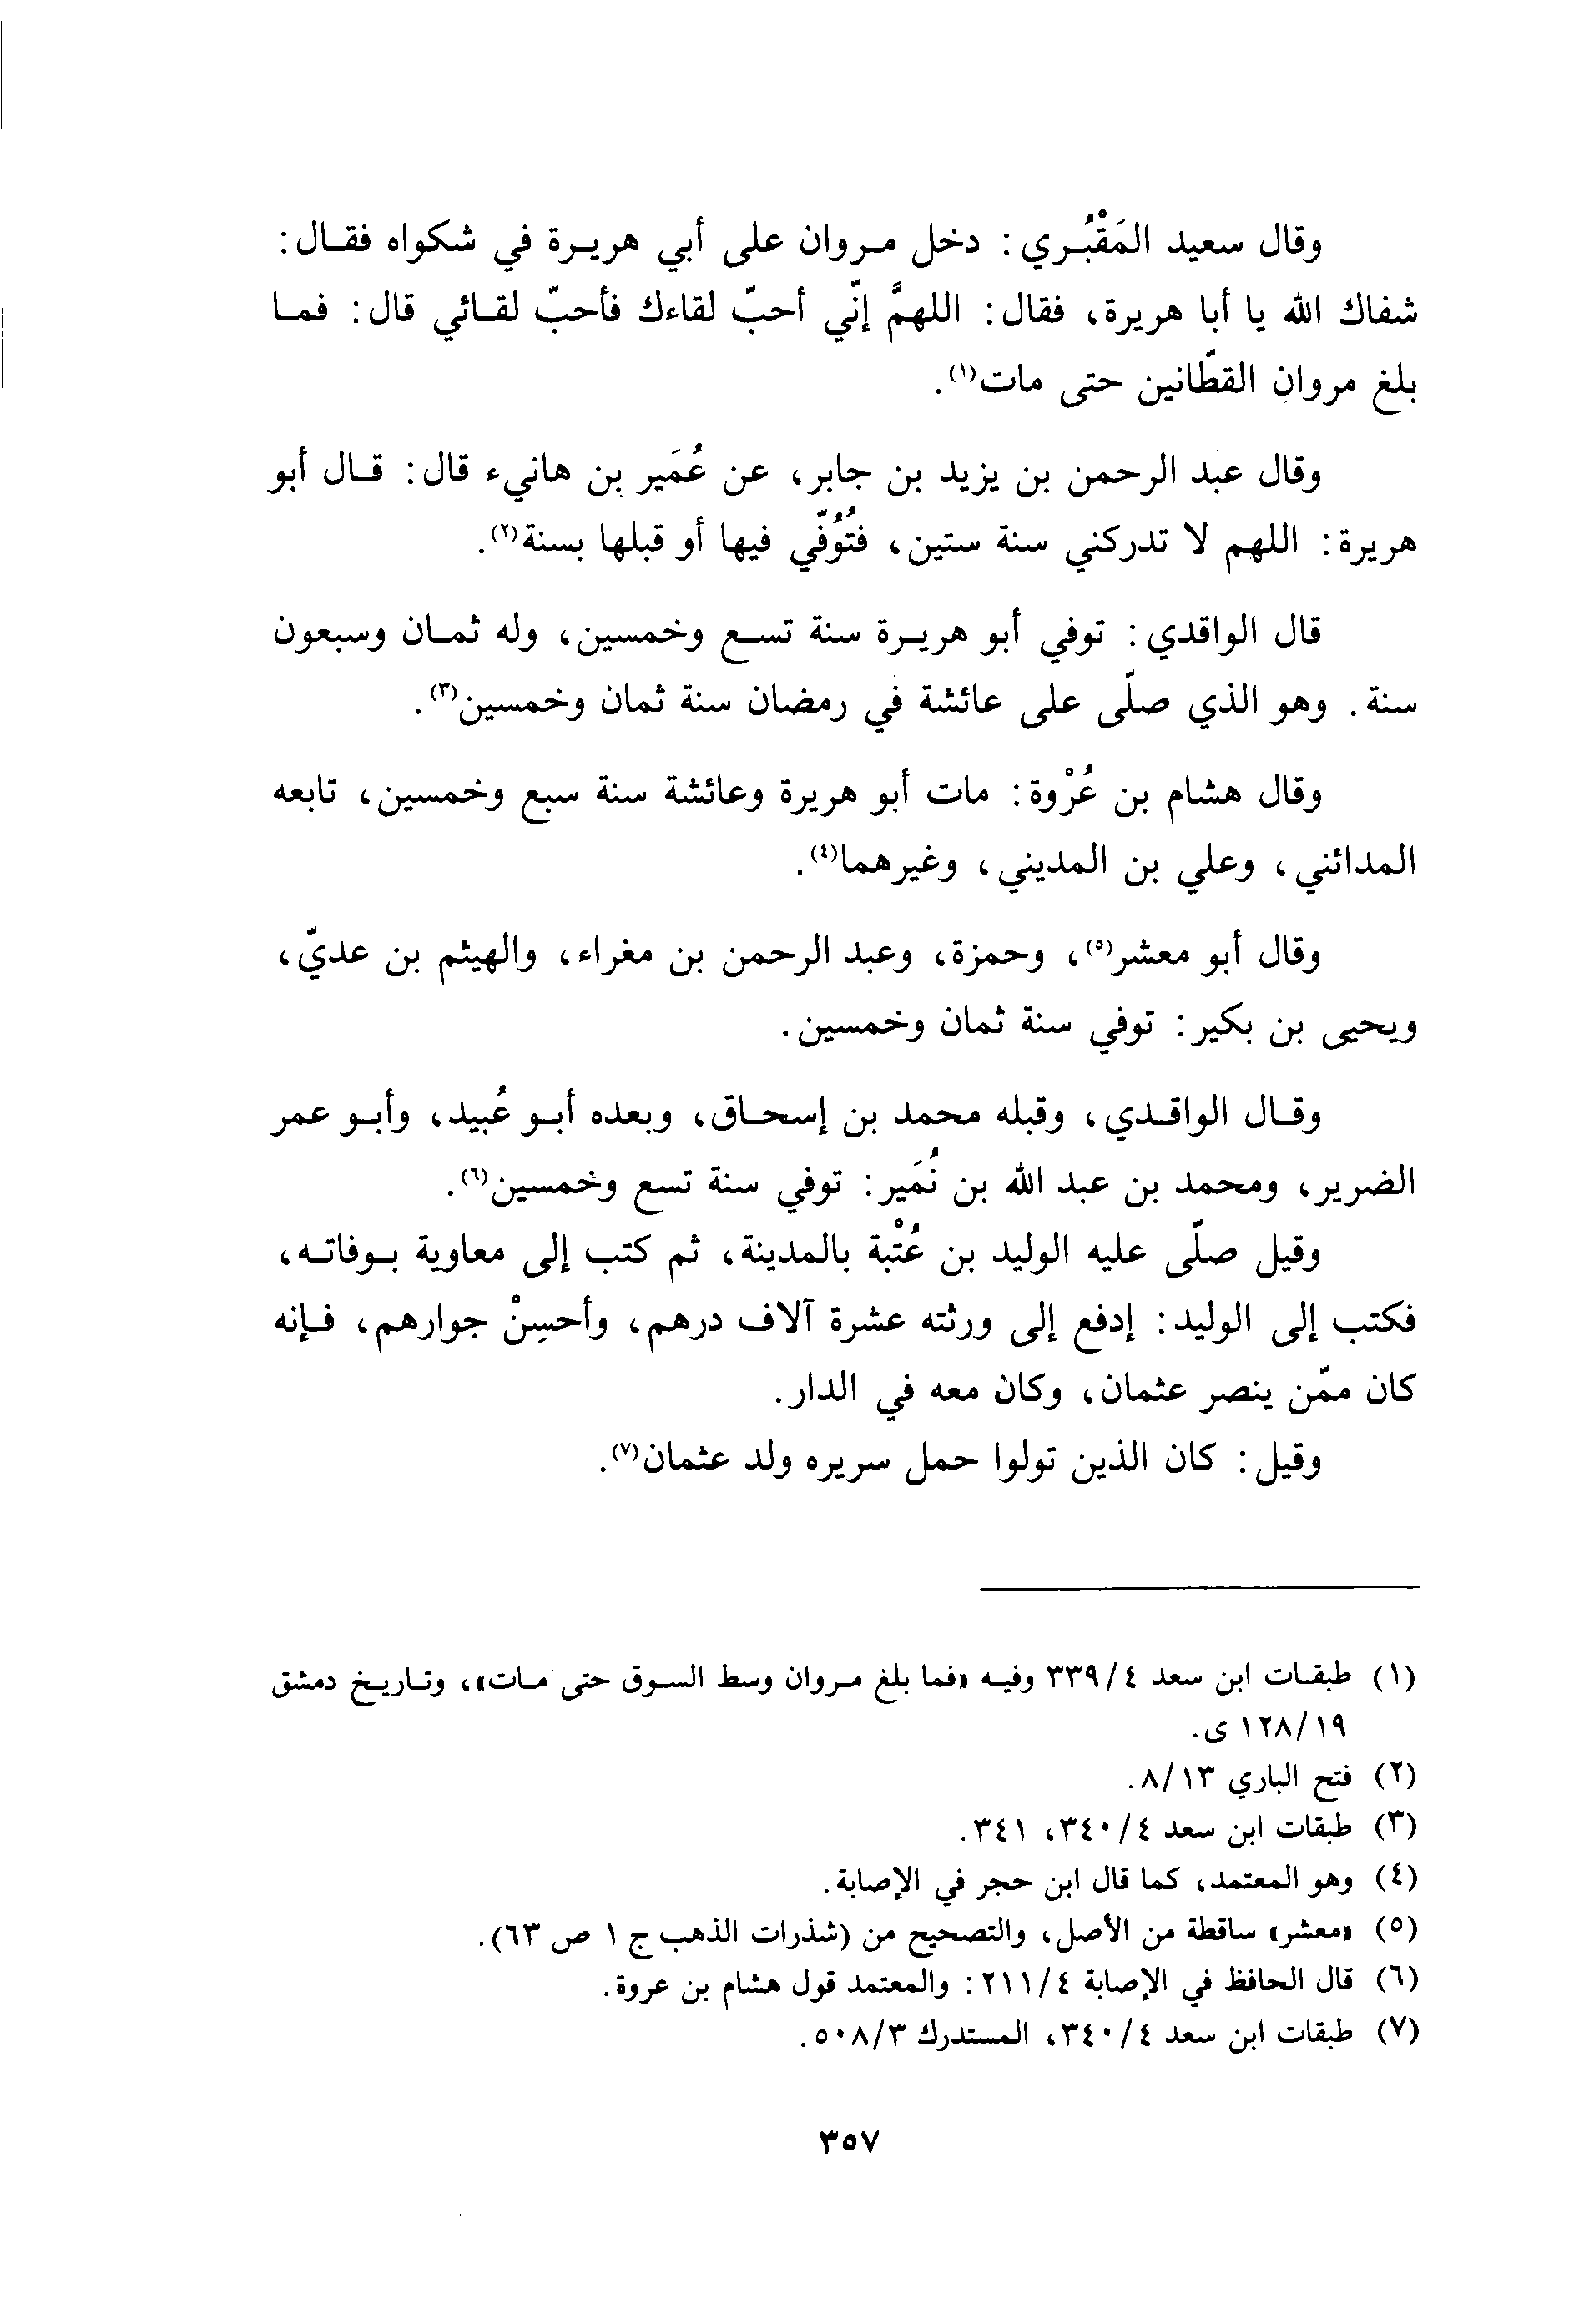 وقال سعيد المَقْبُري: دخل مروان على أبي هريرة في شكواه فقال:
شفاك الله يا أبا هريرة، فقال: اللهمَّ إنّي أحبّ لقاءك فأحبّ لقائي قال: فما
بلغ مروان القطّانين حتى مات(١).
وقال عبد الرحمن بن يزيد بن جابر، عن عُمَير بن هانيء قال: قال أبو
هريرة: اللهم لا تدركني سنة ستين، فتُوُفّي فيها أو قبلها بسنة(٢).
قال الواقدي: توفي أبو هريرة سنة تسع وخمسين، وله ثمان وسبعون
سنة. وهو الذي صلّى على عائشة في رمضان سنة ثمان وخمسين(٣).
وقال هشام بن عُرْوة: مات أبو هريرة وعائشة سنة سبع وخمسين، تابعه
المدائني، وعلي بن المديني، وغيرهما(٤).
وقال أبو معشر(٥)، وحمزة، وعبد الرحمن بن مغراء، والهيثم بن عديّ،
ويحيى بن بكير: توفي سنة ثمان وخمسين.
وقال الواقدي، وقبله محمد بن إسحاق، وبعده أبو عُبيد، وأبو عمر
الضرير، ومحمد بن عبد الله بن نُمَير: توفي سنة تسع وخمسين(٦).
وقيل صلّى عليه الوليد بن عُتْبة بالمدينة، ثم كتب إلى معاوية بوفاته،
فكتب إلى الوليد: إدفع إلى ورثته عشرة آلاف درهم، وأحسِنْ جوارهم، فإنه
كان ممّن ينصر عثمان، وكان معه في الدار.
وقيل: كان الذين تولوا حمل سريره ولد عثمان(٧).
(١) طبقات ابن سعد ٣٣٩/٤ وفيه «فما بلغ مروان وسط السوق حتى مات»، وتاريخ دمشق
١٢٨/١٩ ى.
(٢) فتح الباري ٨/١٣.
(٣) طبقات ابن سعد ٣٤٠/٤، ٣٤١.
(٤) وهو المعتمد، كما قال ابن حجر في الإصابة.
(٥) «معشر» ساقطة من الأصل، والتصحيح من (شذرات الذهب ج ١ ص ٦٣).
(٦) قال الحافظ في الإصابة ٢١١/٤: والمعتمد قول هشام بن عروة.
(٧) طبقات ابن سعد ٣٤٠/٤، المستدرك ٥٠٨/٣.
٣٥٧